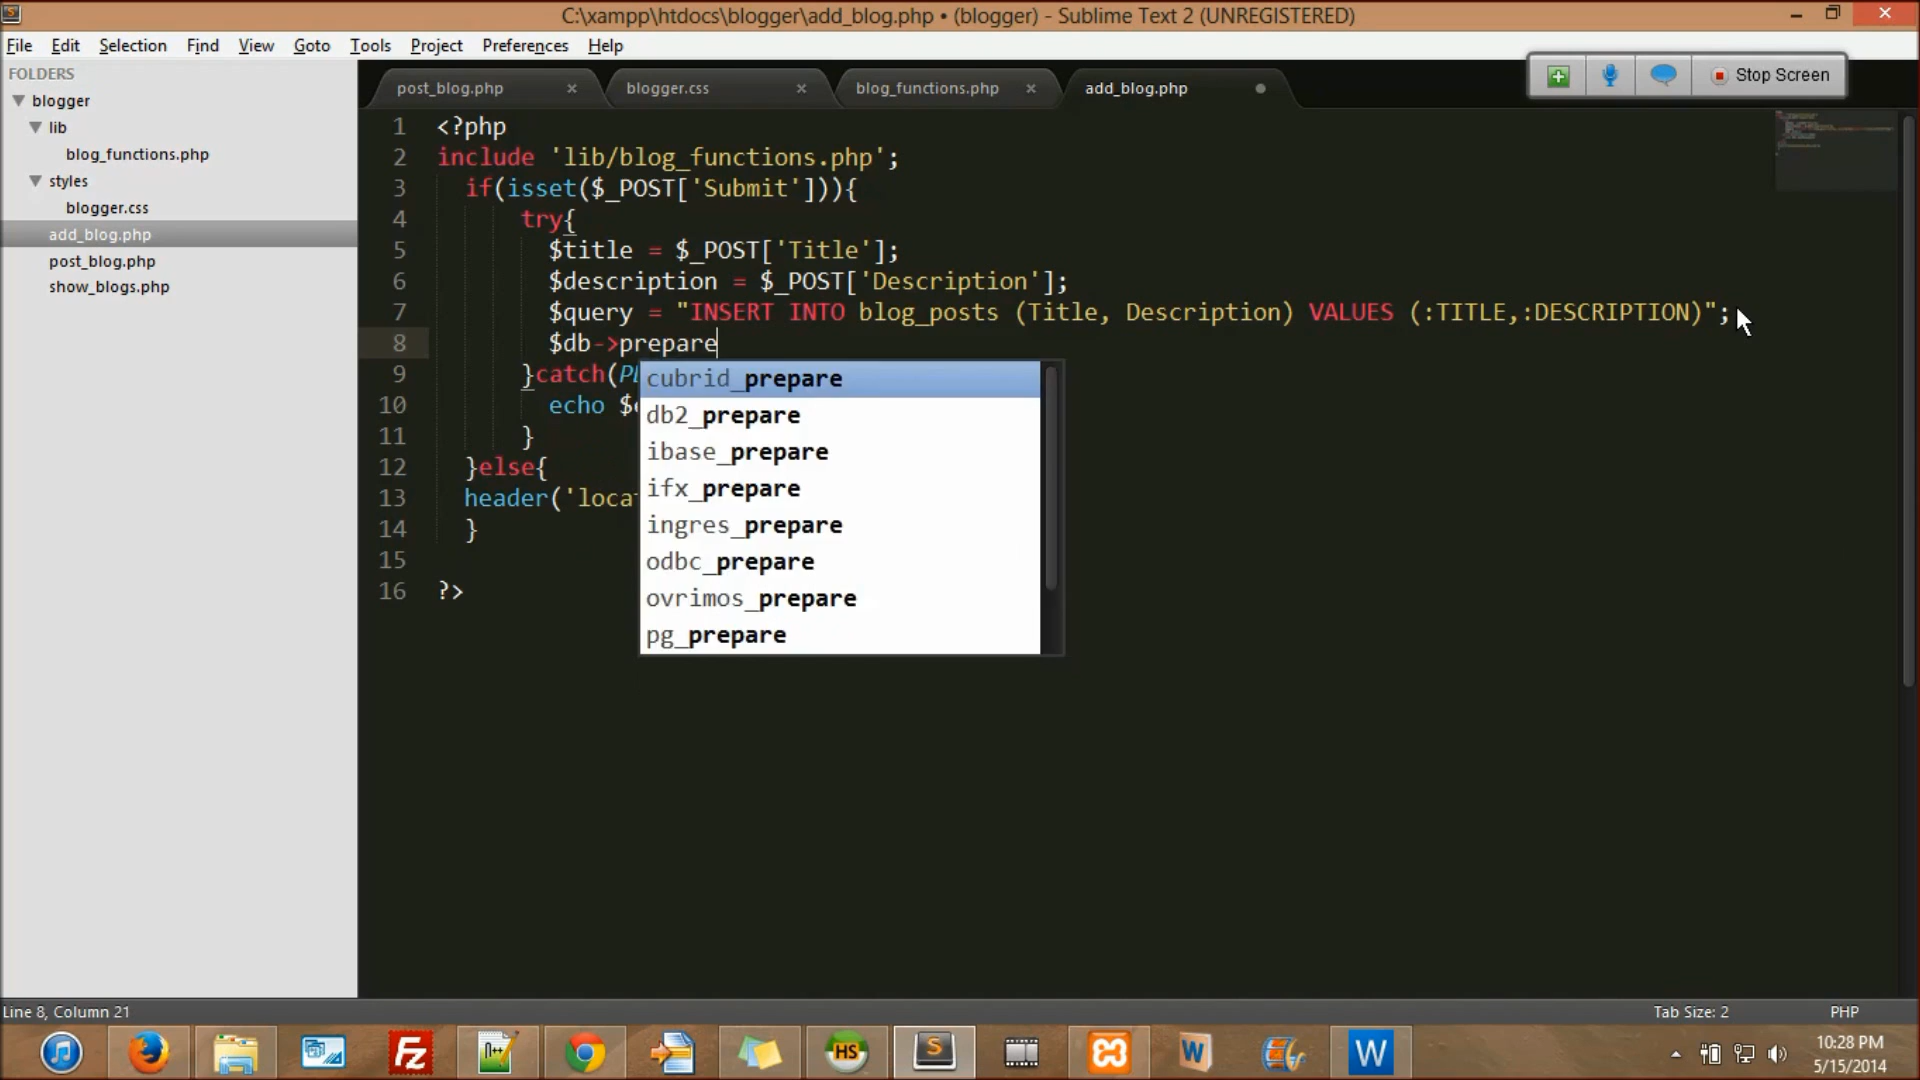 C:\xampp\htdocs\blogger\add_blog.php • (blogger) - Sublime Text 2 (UNREGISTERED)
File Edit Selection Find View Goto Tools Project Preferences Help
FOLDERS
blogger
lib
blog_functions.php
styles
blogger.css
add_blog.php
post_blog.php
show_blogs.php
post_blog.php blogger.css blog_functions.php add_blog.php
Stop Screen
1 <?php
2 include 'lib/blog_functions.php';
3 if(isset($_POST['Submit'])){
4 try{
5 $title = $_POST['Title'];
6 $description = $_POST['Description'];
7 $query = "INSERT INTO blog_posts (Title, Description) VALUES (:TITLE,:DESCRIPTION)";
8 $db->prepare
9 }catch(
10 echo
11 }
12 }else{
13 header('loca
14 }
15
16 ?>
cubrid_prepare
db2_prepare
ibase_prepare
ifx_prepare
ingres_prepare
odbc_prepare
ovrimos_prepare
pg_prepare
Line 8, Column 21
Tab Size: 2
PHP
10:28 PM
5/15/2014